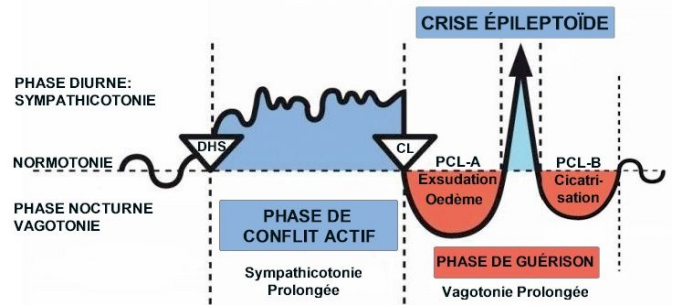 CRISE ÉPILEPTOÏDE
PHASE DIURNE:
SYMPATHICOTONIE
DHS
CL
NORMOTONIE
PCL-A
Exsudation
Oedème
PCL-B
Cicatri-
sation
PHASE NOCTURNE
VAGOTONIE
PHASE DE
CONFLIT ACTIF
PHASE DE GUÉRISON
Sympathicotonie
Prolongée
Vagotonie Prolongée